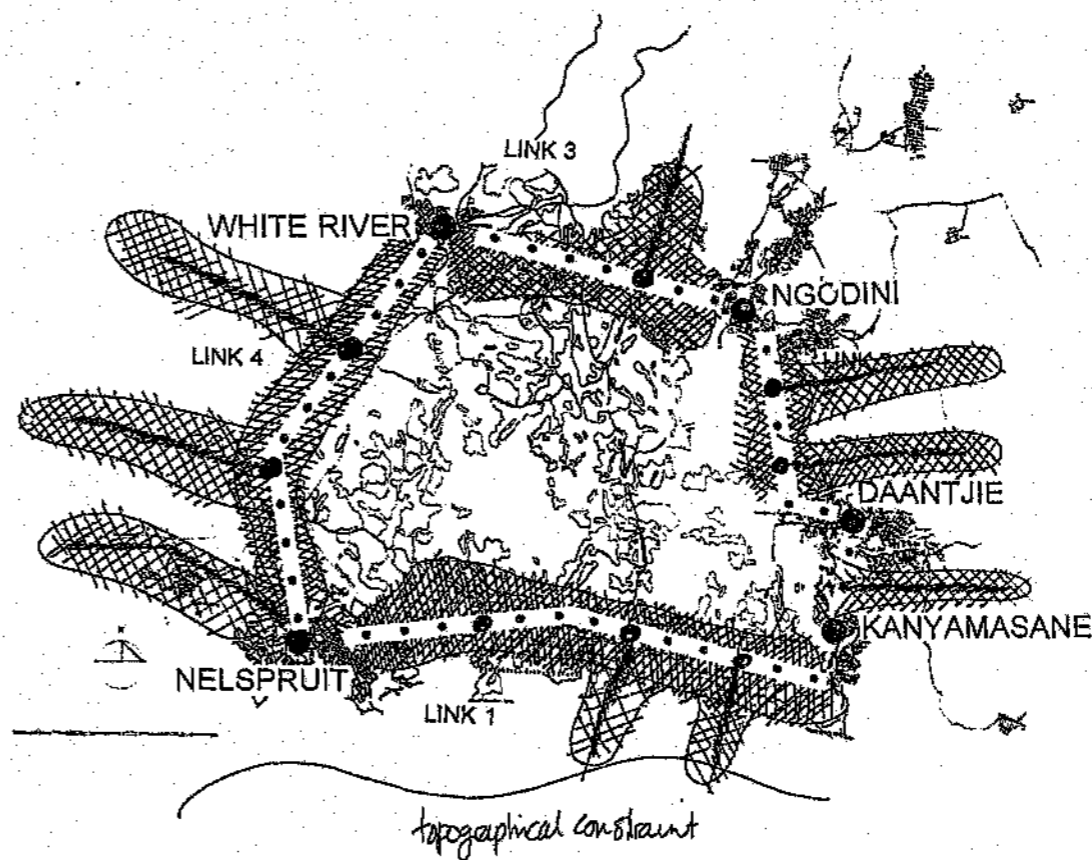 LINK 3
WHITE RIVER
NGODINI
LINK 4
DAANTJIE
KANYAMASANE
NELSPRUIT
LINK 1
topographical constraint